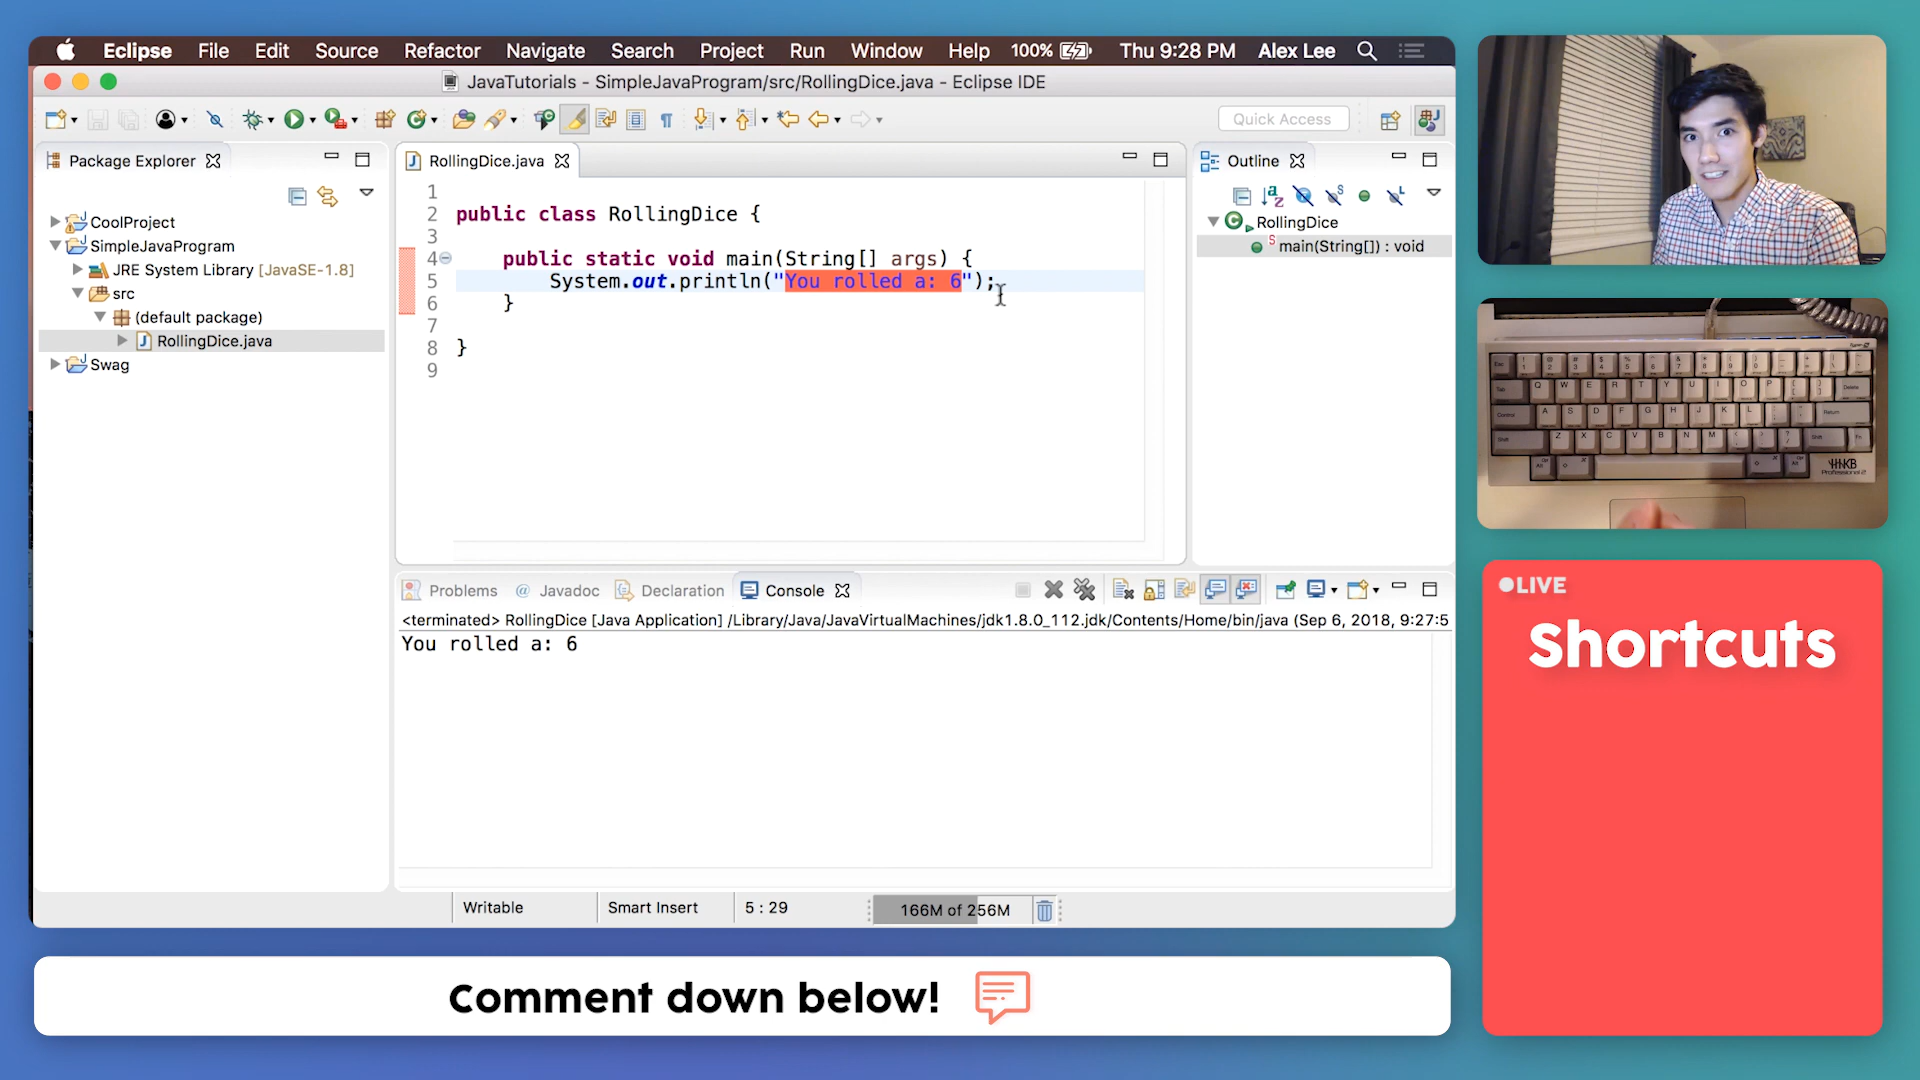 Eclipse File Edit Source Refactor Navigate Search Project Run Window Help 100% Thu 9:28 PM Alex Lee
JavaTutorials - SimpleJavaProgram/src/RollingDice.java - Eclipse IDE
Quick Access
Package Explorer
CoolProject
SimpleJavaProgram
JRE System Library [JavaSE-1.8]
src
(default package)
RollingDice.java
Swag
RollingDice.java
1
2 public class RollingDice {
3
4 public static void main(String[] args) {
5 System.out.println("You rolled a: 6");
6 }
7
8 }
9
Outline
RollingDice
main(String[]) : void
Problems @ Javadoc Declaration Console
<terminated> RollingDice [Java Application] /Library/Java/JavaVirtualMachines/jdk1.8.0_112.jdk/Contents/Home/bin/java (Sep 6, 2018, 9:27:5
You rolled a: 6
Writable Smart Insert 5 : 29 166M of 256M
Comment down below!
Q W E R T Y U I O P
A S D F G H J K L
Z X C V B N M
HHKB
Professional 2
LIVE
Shortcuts